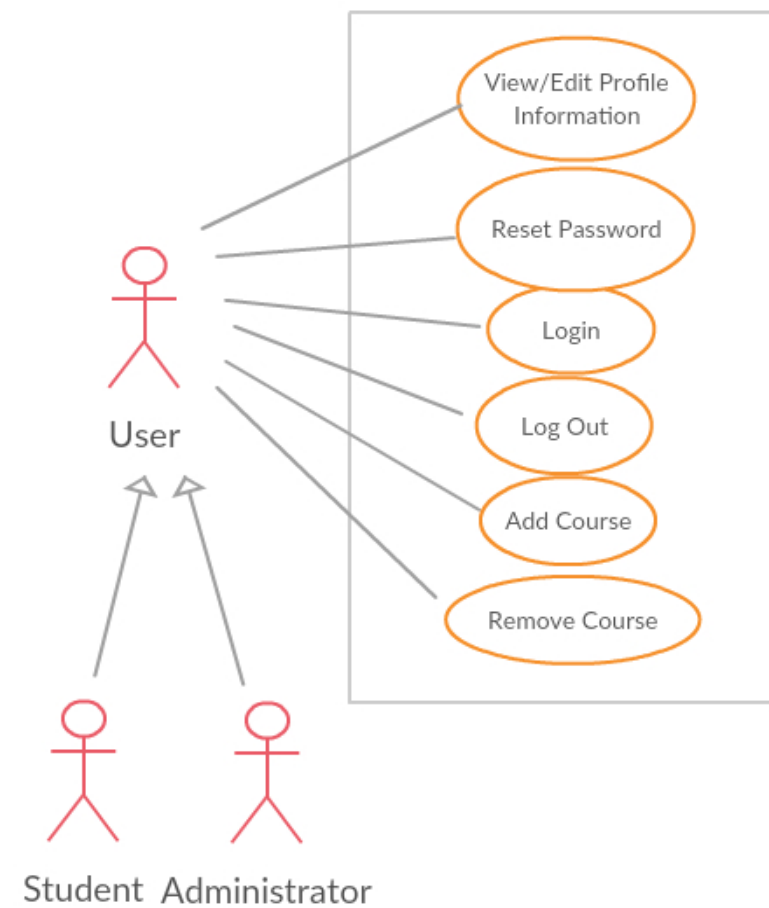 View/Edit Profile
Information
Reset Password
Login
Log Out
Add Course
Remove Course
User
Student
Administrator